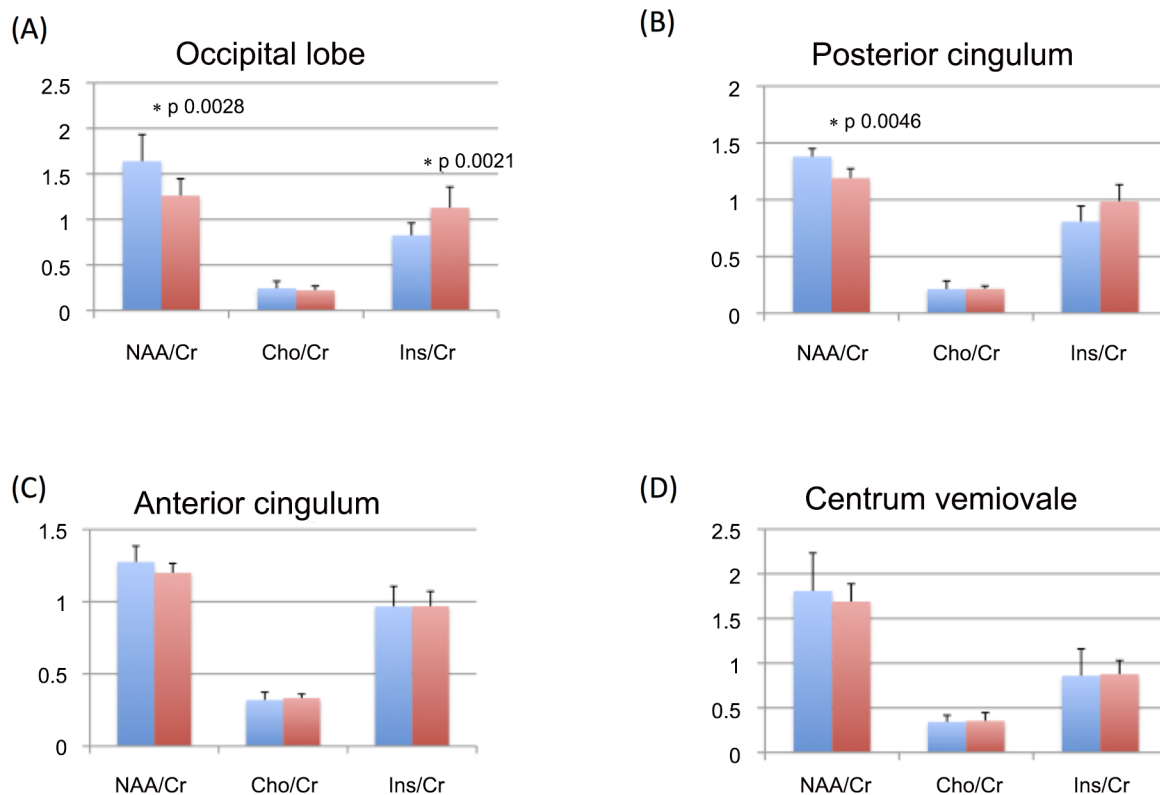 (A)
Occipital lobe
2.5
2
1.5
1
0.5
0
* p 0.0028
* p 0.0021
NAA/Cr Cho/Cr Ins/Cr
(B)
Posterior cingulum
2
1.5
1
0.5
0
* p 0.0046
NAA/Cr Cho/Cr Ins/Cr
(C)
Anterior cingulum
1.5
1
0.5
0
NAA/Cr Cho/Cr Ins/Cr
(D)
Centrum vemiovale
2.5
2
1.5
1
0.5
0
NAA/Cr Cho/Cr Ins/Cr